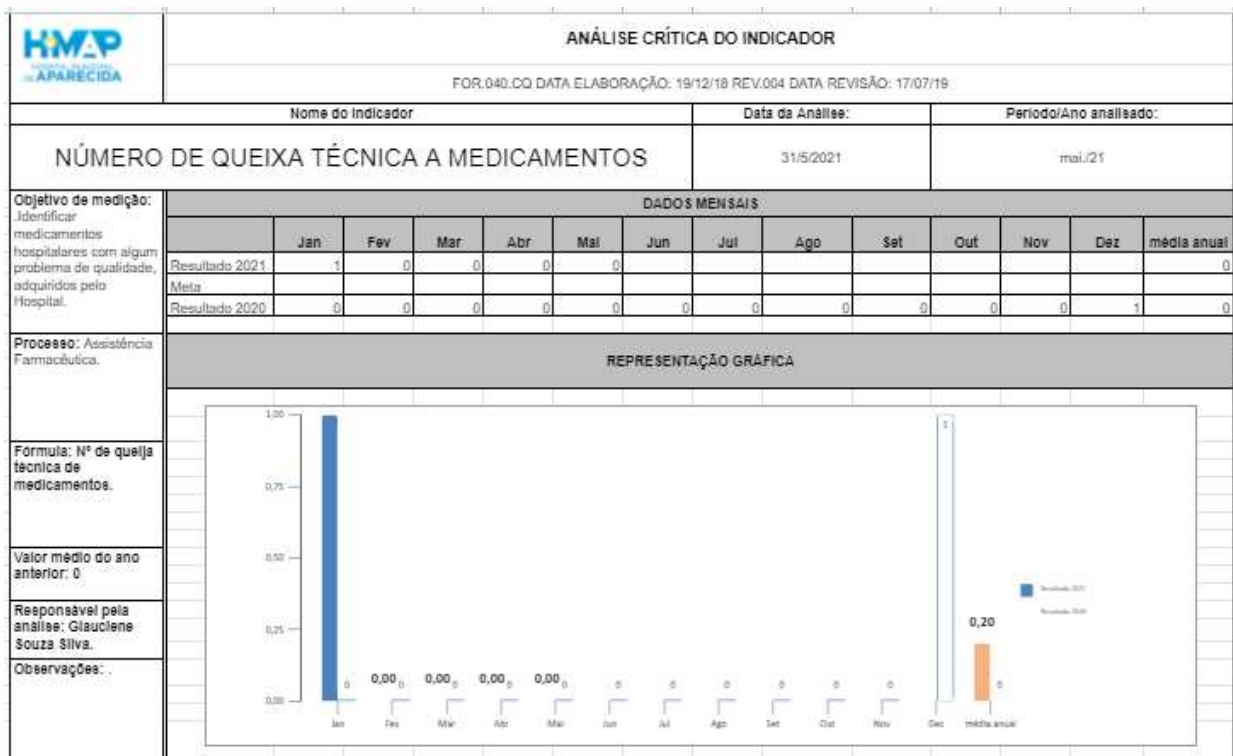 HMAP
HOSPITAL MUNICIPAL
DE APARECIDA
ANÁLISE CRÍTICA DO INDICADOR
FOR.040.CQ DATA ELABORAÇÃO: 19/12/18 REV.004 DATA REVISÃO: 17/07/19
Nome do Indicador
Data da Análise:
Período/Ano analisado:
NÚMERO DE QUEIXA TÉCNICA A MEDICAMENTOS
31/5/2021
mai./21
Objetivo de medição:
.Identificar
medicamentos
hospitalares com algum
problema de qualidade,
adquiridos pelo
Hospital.
DADOS MENSAIS
Jan Fev Mar Abr Mai Jun Jul Ago Set Out Nov Dez média anual
Resultado 2021 1 0 0 0 0 0
Meta
Resultado 2020 0 0 0 0 0 0 0 0 0 0 0 1 0
Processo: Assistência
Farmacêutica.
REPRESENTAÇÃO GRÁFICA
Fórmula: Nº de queija
técnica de
medicamentos.
Valor médio do ano
anterior: 0
Responsável pela
análise: Glauciene
Souza Silva.
Observações: .
1,00
0,75
0,50
0,25
0,00
0 0,00 0 0,00 0 0,00 0 0,00 0 0 0 0 0 0 0 1 0,20 0
Jan Fev Mar Abr Mai Jun Jul Ago Set Out Nov Dez média anual
Resultado 2021
Resultado 2020